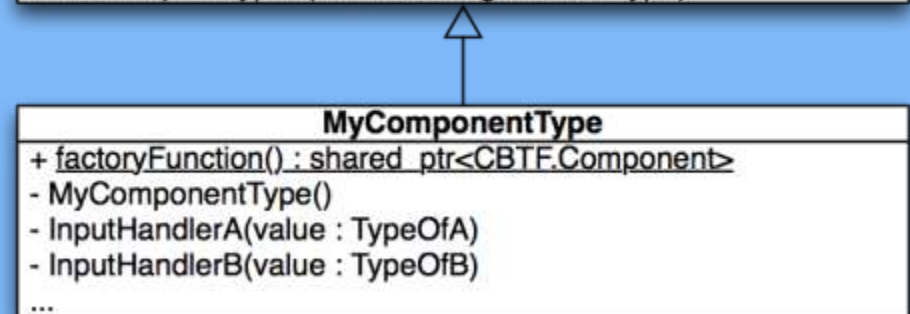 MyComponentType
+ factoryFunction() : shared_ptr<CBTF.Component>
- MyComponentType()
- InputHandlerA(value : TypeOfA)
- InputHandlerB(value : TypeOfB)
...